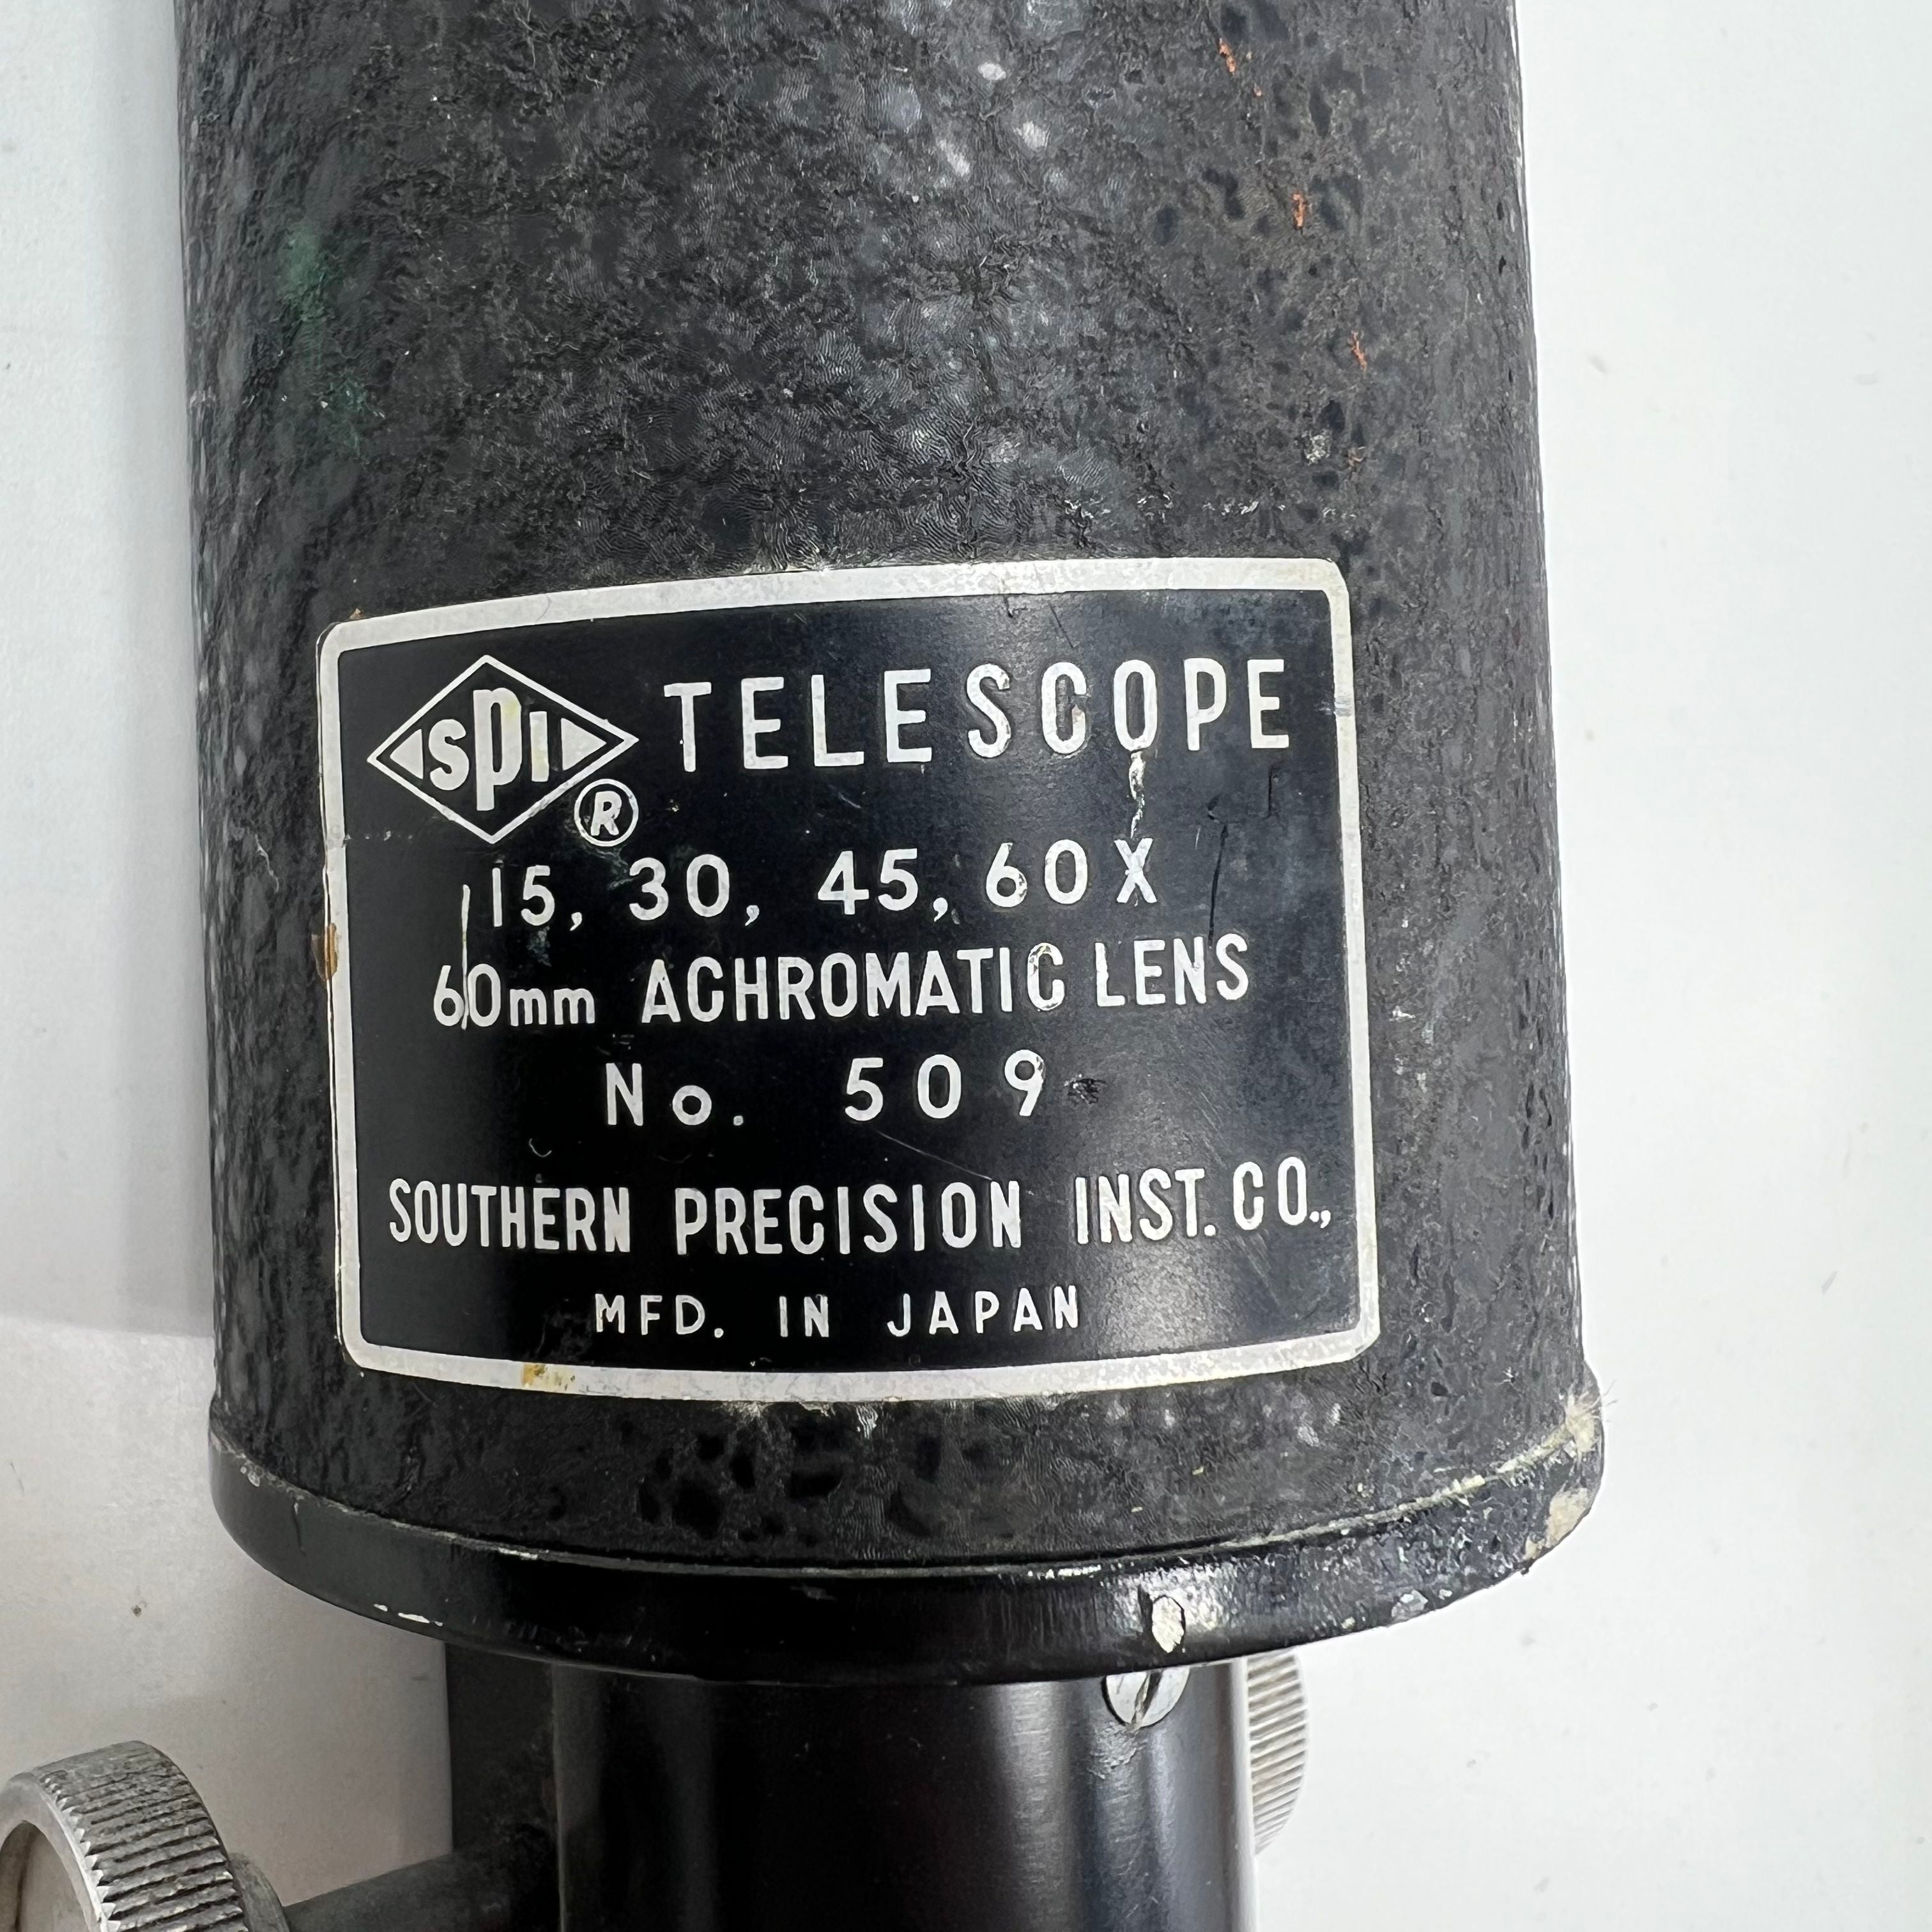 SPI ® TELESCOPE
15, 30, 45, 60X
60mm ACHROMATIC LENS
No. 509
SOUTHERN PRECISION INST. CO.,
MFD. IN JAPAN